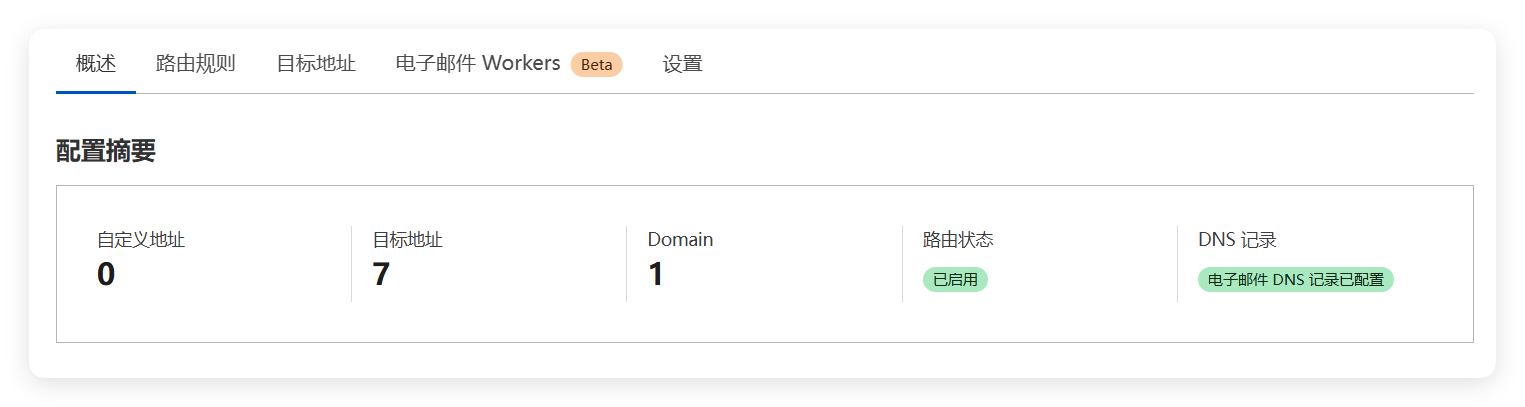 概述 路由规则 目标地址 电子邮件 Workers Beta 设置
配置摘要
自定义地址 目标地址 Domain 路由状态 DNS 记录
0 7 1 已启用 电子邮件 DNS 记录已配置